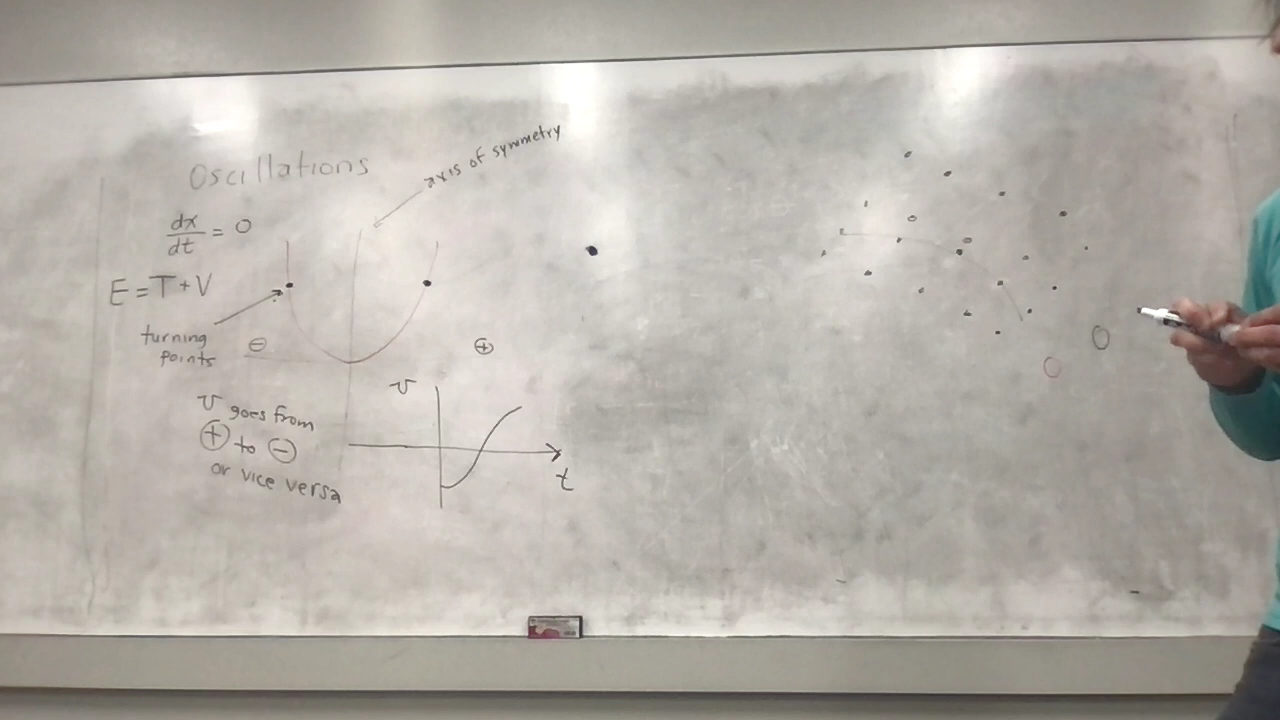 Oscillations
axis of symmetry
dx/dt = 0
E = T + V
turning
points
⊖
⊕
v
t
v goes from
⊕ to ⊖
or vice versa